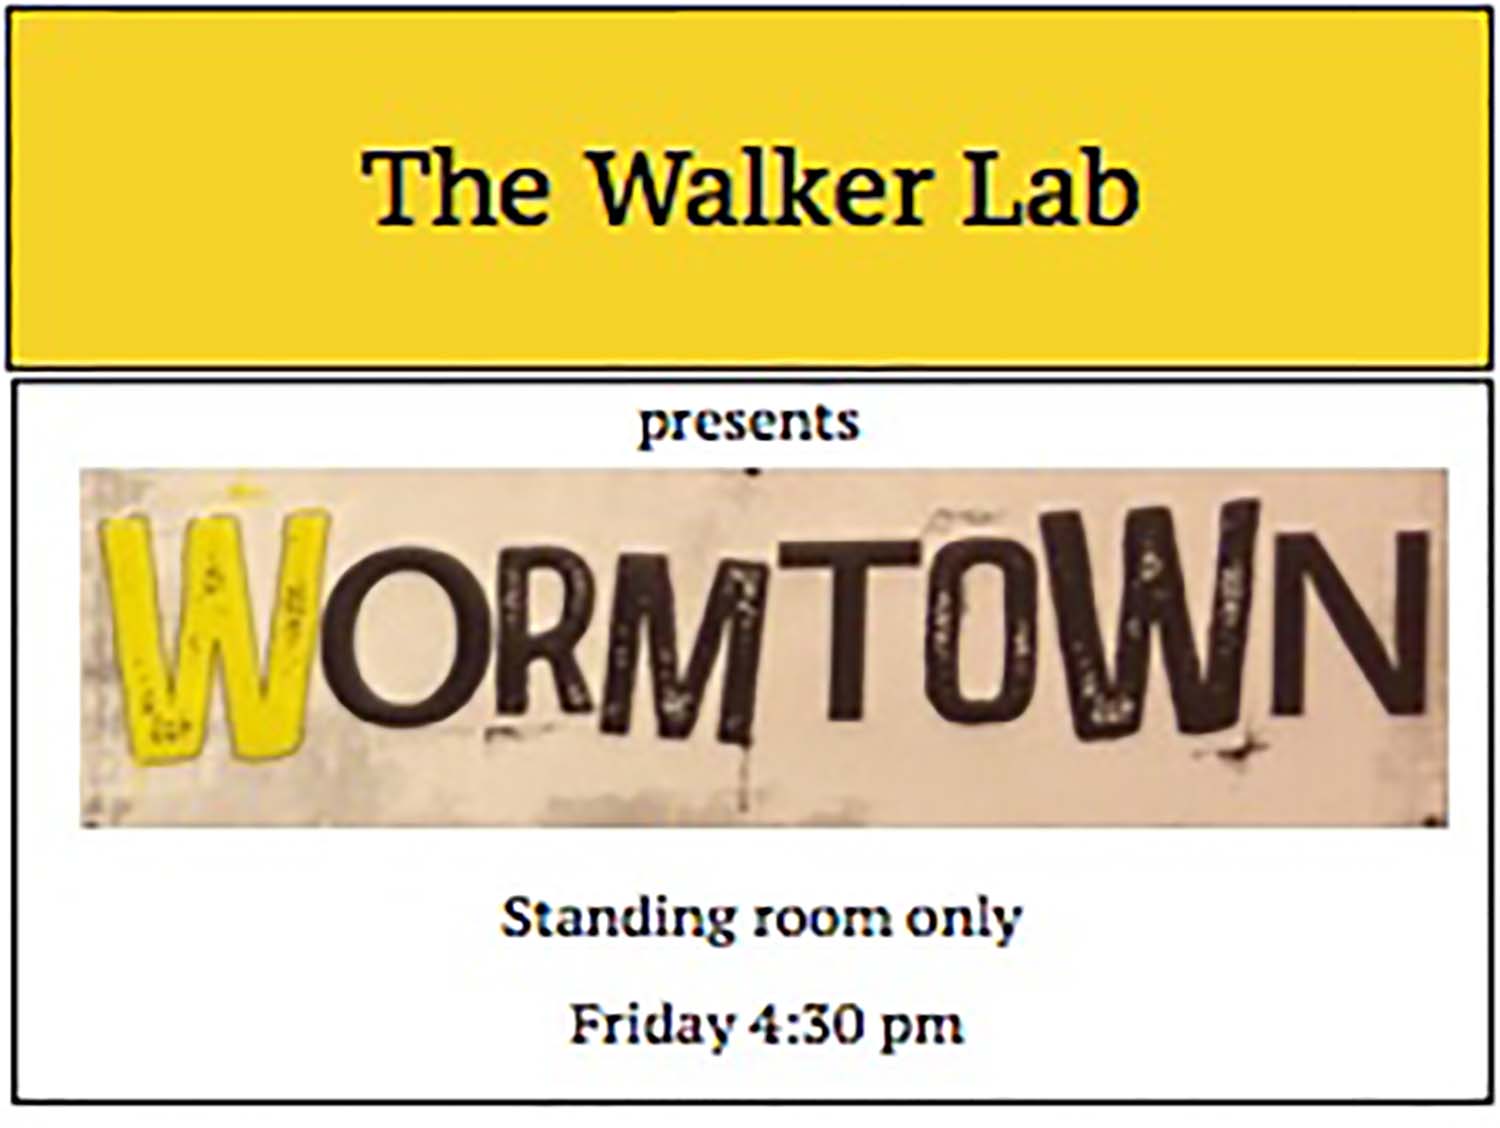 The Walker Lab
presents
WORMTOWN
Standing room only
Friday 4:30 pm